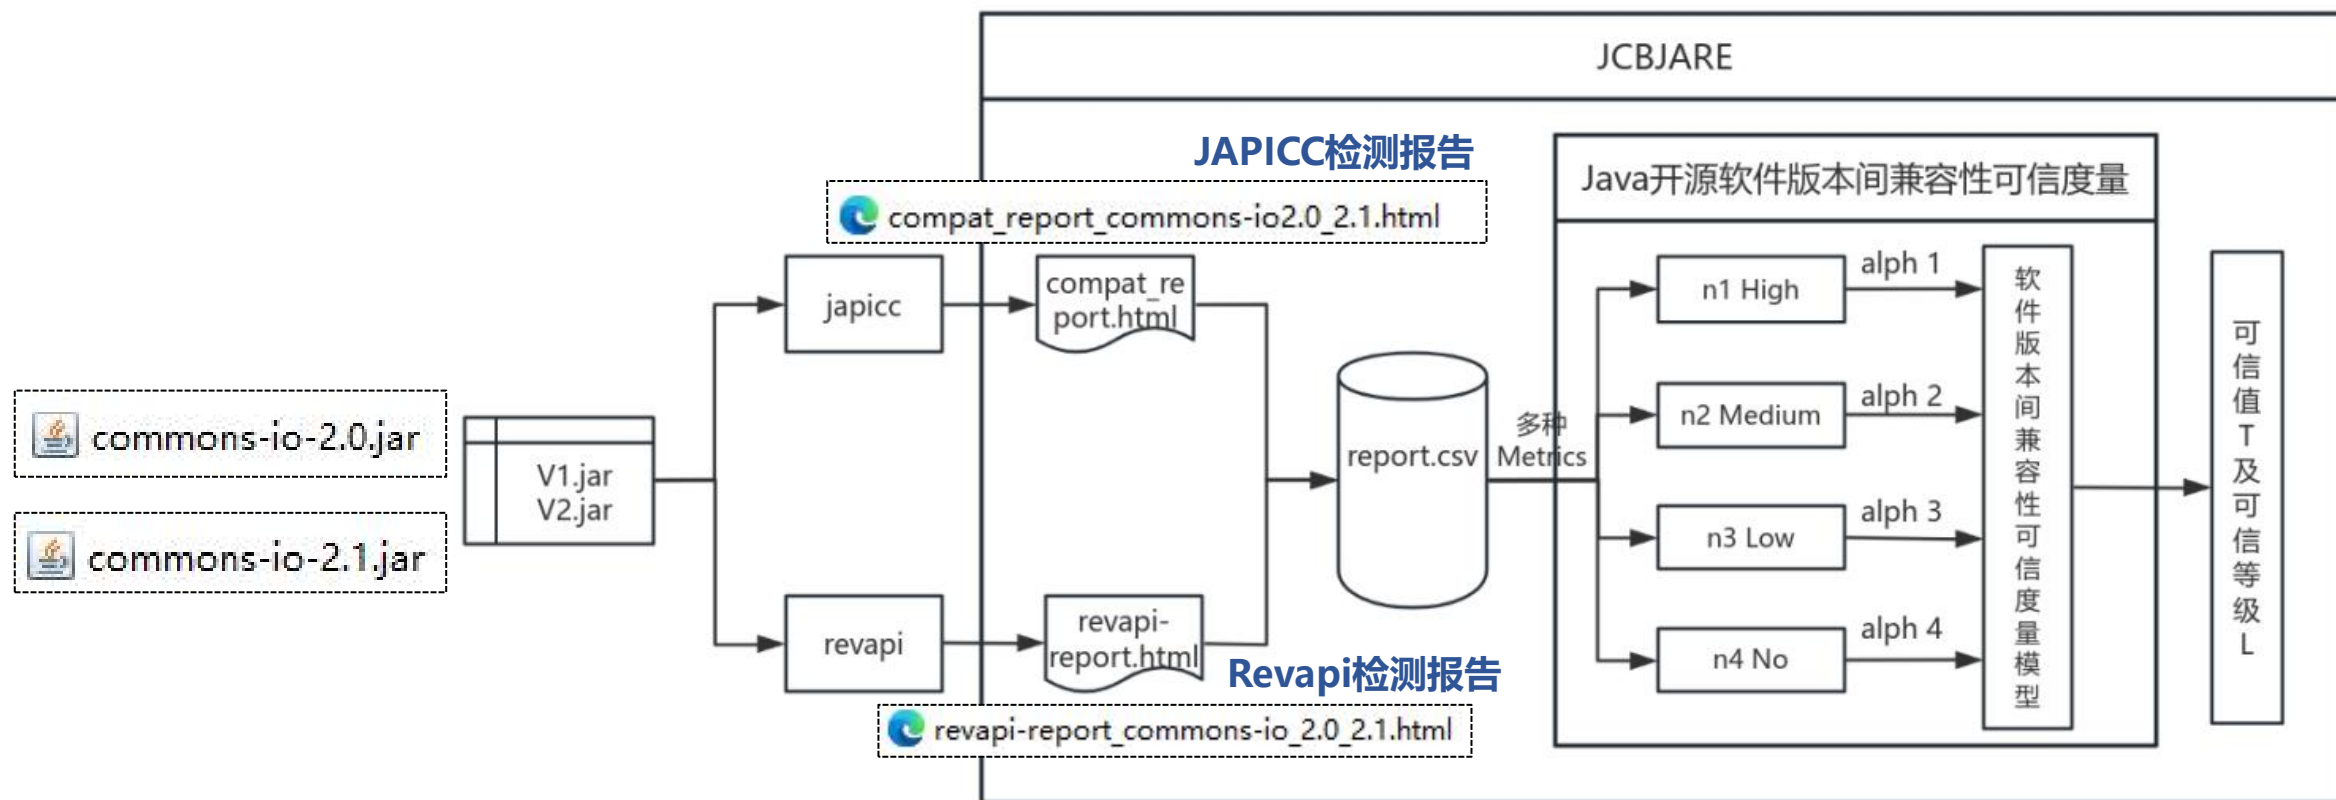 JCBJARE
JAPICC检测报告
compat_report_commons-io2.0_2.1.html
commons-io-2.0.jar
commons-io-2.1.jar
V1.jar
V2.jar
japicc
compat_re
port.html
revapi
revapi-
report.html
Revapi检测报告
revapi-report_commons-io_2.0_2.1.html
report.csv
多种
Metrics
Java开源软件版本间兼容性可信度量
n1 High
alph 1
n2 Medium
alph 2
n3 Low
alph 3
n4 No
alph 4
软件版本间兼容性可信度量模型
可信值T及可信等级L